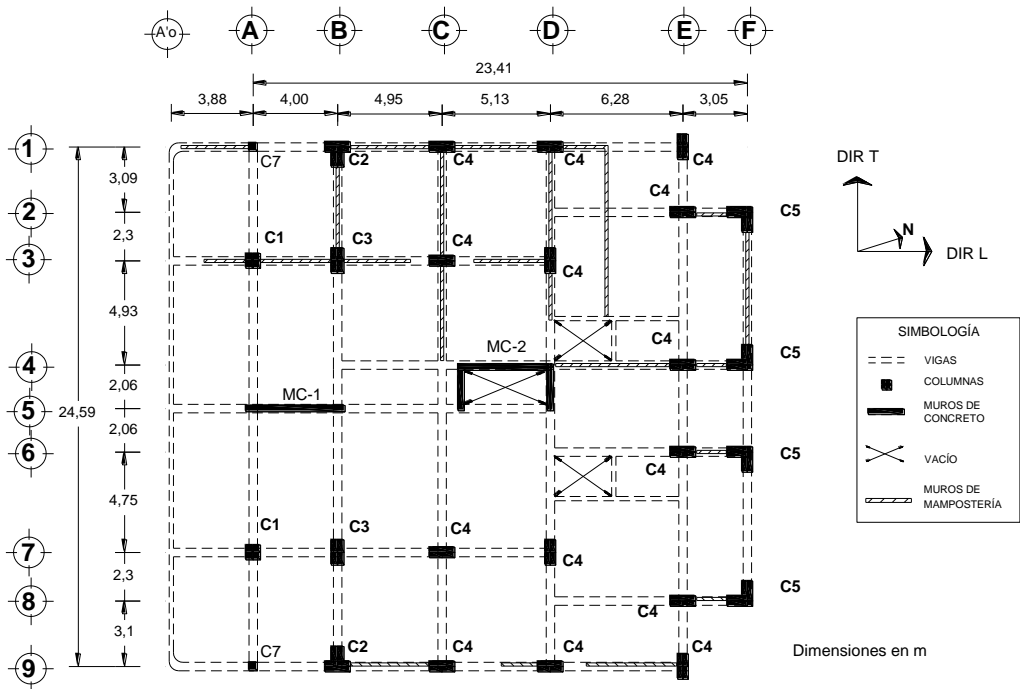 A'o A B C D E F
23,41
3,88 4,00 4,95 5,13 6,28 3,05
1
C7 C2 C4 C4 C4
DIR T
3,09
C4
2
C5
N
2,3
C1 C3 C4
3
DIR L
C4
4,93
SIMBOLOGÍA
C4
MC-2
C5
VIGAS
4
2,06
COLUMNAS
MC-1
5
24,59
MUROS DE
CONCRETO
2,06
6
C5
VACÍO
C4
4,75
MUROS DE
MAMPOSTERÍA
C1 C3 C4
7
C4
2,3
C5
8
C4
3,1
C7 C2 C4 C4 C4
Dimensiones en m
9